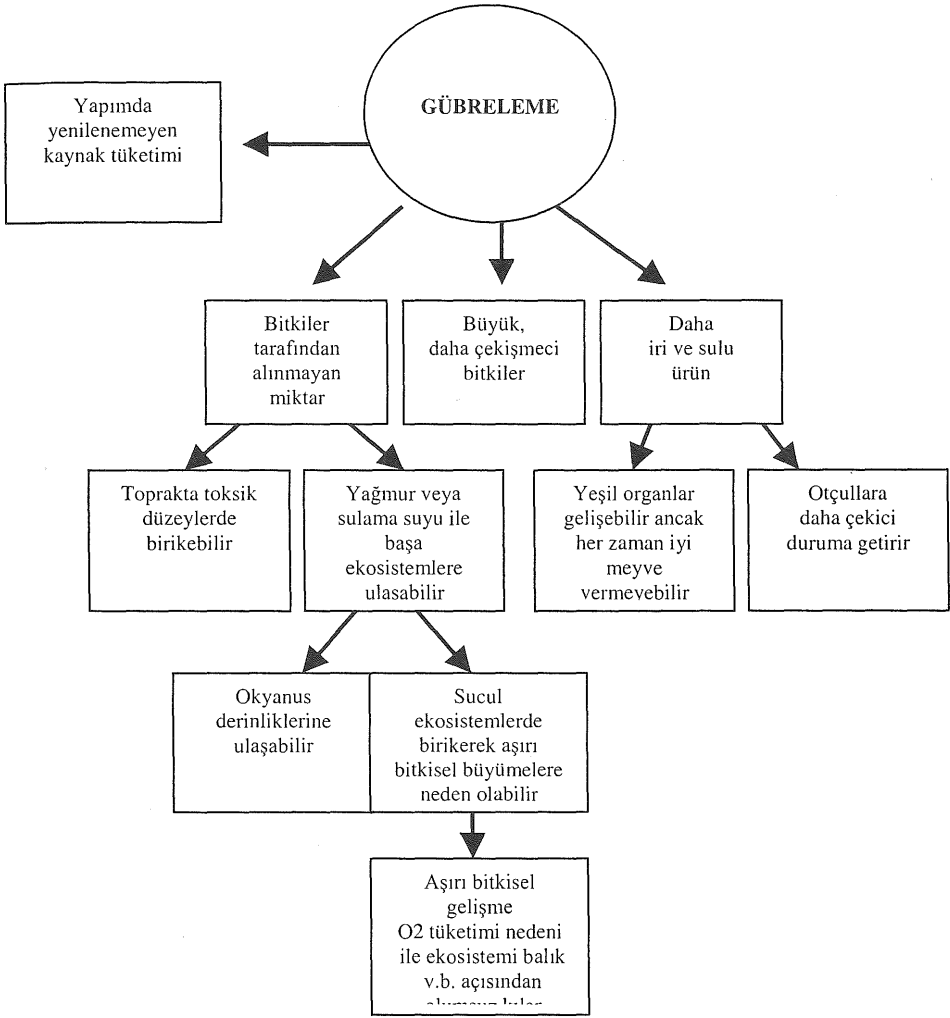 GÜBRELEME
Yapımda
yenilenemeyen
kaynak tüketimi
Bitkiler
tarafından
alınmayan
miktar
Büyük,
daha çekişmeci
bitkiler
Daha
iri ve sulu
ürün
Toprakta toksik
düzeylerde
birikebilir
Yağmur veya
sulama suyu ile
başa
ekosistemlere
ulasabilir
Yeşil organlar
gelişebilir ancak
her zaman iyi
meyve
vermevebilir
Otçullara
daha çekici
duruma getirir
Okyanus
derinliklerine
ulaşabilir
Sucul
ekosistemlerde
birikerek aşırı
bitkisel büyümelere
neden olabilir
Aşırı bitkisel
gelişme
O2 tüketimi nedeni
ile ekosistemi balık
v.b. açısından